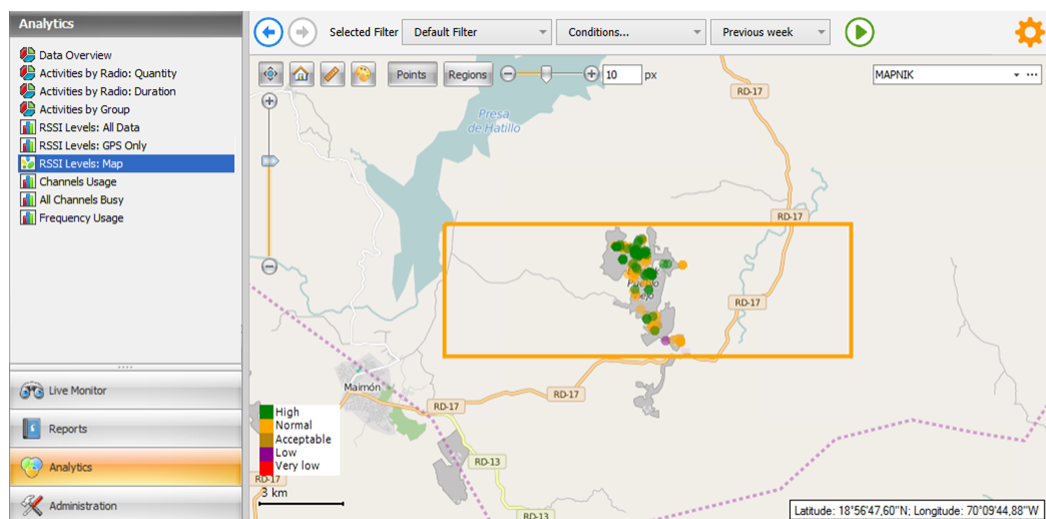 Analytics
Data Overview
Activities by Radio: Quantity
Activities by Radio: Duration
Activities by Group
RSSI Levels: All Data
RSSI Levels: GPS Only
RSSI Levels: Map
Channels Usage
All Channels Busy
Frequency Usage
Live Monitor
Reports
Analytics
Administration
Selected Filter Default Filter Conditions... Previous week
Points Regions 10 px MAPNIK
RD-17
Presa
de Hatillo
RD-17
RD-17
Maimón
RD-17
RD-17
High
Normal
Acceptable
Low
Very low
RD-13
RD-17
3 km
RD-13
Latitude: 18°56'47,60"N; Longitude: 70°09'44,88"W